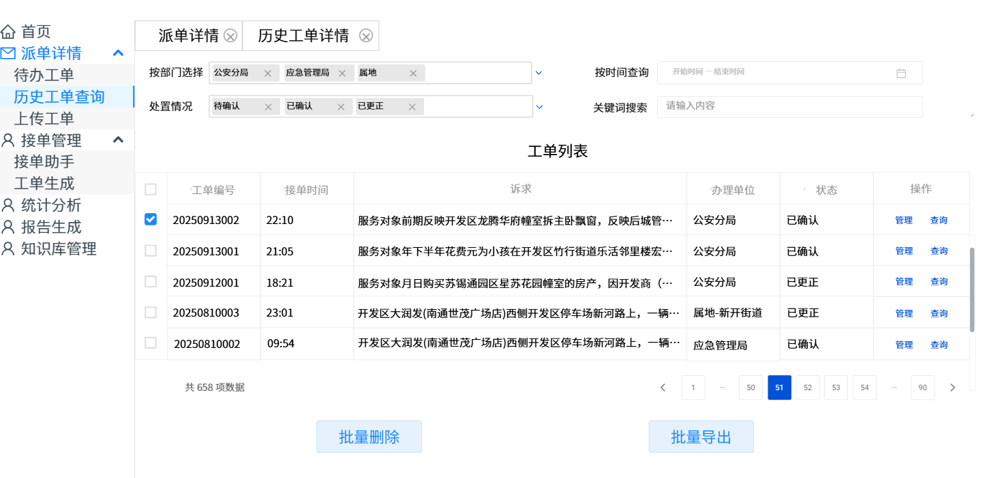 首页
派单详情
待办工单
历史工单查询
上传工单
接单管理
接单助手
工单生成
统计分析
报告生成
知识库管理
派单详情 历史工单详情
按部门选择 公安分局 应急管理局 属地 按时间查询 开始时间 — 结束时间
处置情况 待确认 已确认 已更正 关键词搜索 请输入内容
工单列表
工单编号 接单时间 诉求 办理单位 状态 操作
20250913002 22:10 服务对象前期反映开发区龙腾华府幢室拆主卧飘窗，反映后城管… 公安分局 已确认 管理 查询
20250913001 21:05 服务对象年下半年花费元为小孩在开发区竹行街道乐活邻里楼宏… 公安分局 已确认 管理 查询
20250912001 18:21 服务对象月日购买苏锡通园区星苏花园幢室的房产，因开发商（… 公安分局 已更正 管理 查询
20250810003 23:01 开发区大润发(南通世茂广场店)西侧开发区停车场新河路上，一辆… 属地-新开街道 已更正 管理 查询
20250810002 09:54 开发区大润发(南通世茂广场店)西侧开发区停车场新河路上，一辆… 应急管理局 已确认 管理 查询
共 658 项数据 1 … 50 51 52 53 54 … 90
批量删除 批量导出